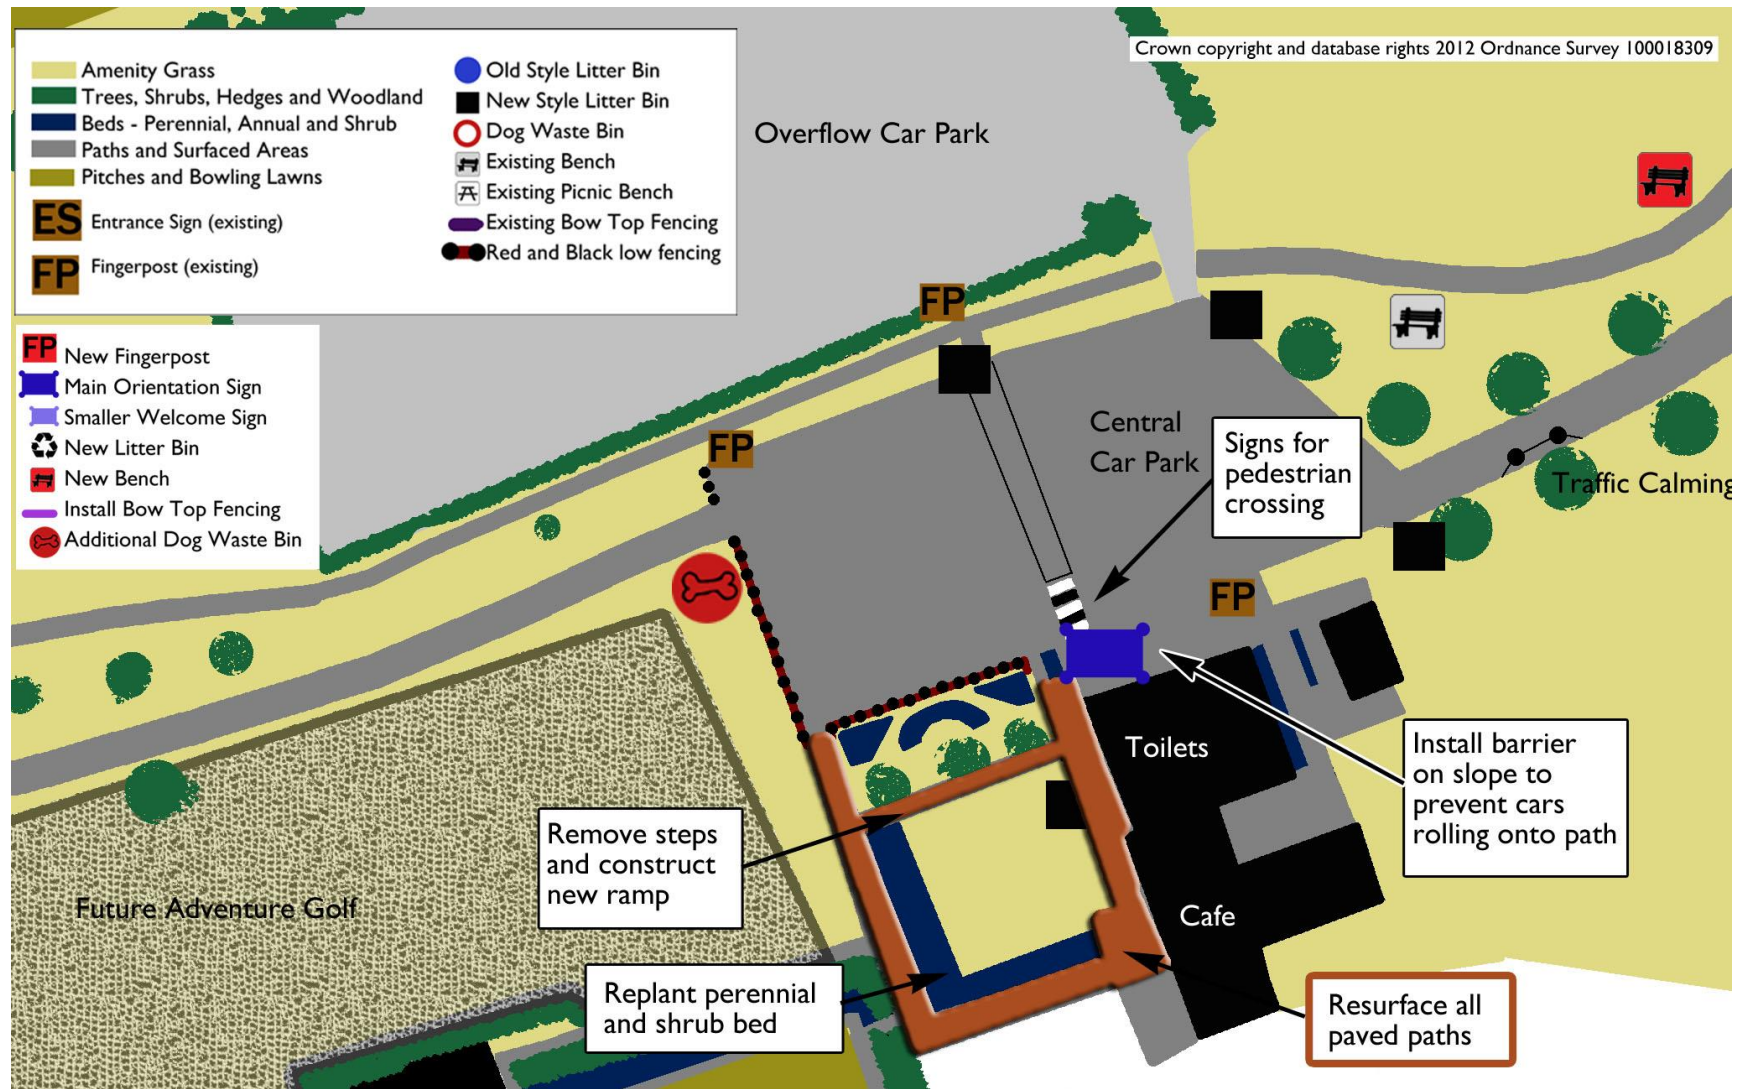 Crown copyright and database rights 2012 Ordnance Survey 100018309
Amenity Grass
Trees, Shrubs, Hedges and Woodland
Beds - Perennial, Annual and Shrub
Paths and Surfaced Areas
Pitches and Bowling Lawns
ES Entrance Sign (existing)
FP Fingerpost (existing)
Old Style Litter Bin
New Style Litter Bin
Dog Waste Bin
Existing Bench
Existing Picnic Bench
Existing Bow Top Fencing
Red and Black low fencing
FP New Fingerpost
Main Orientation Sign
Smaller Welcome Sign
New Litter Bin
New Bench
Install Bow Top Fencing
Additional Dog Waste Bin
Overflow Car Park
FP
FP
Central
Car Park
Signs for
pedestrian
crossing
Traffic Calming
FP
Toilets
Install barrier
on slope to
prevent cars
rolling onto path
Remove steps
and construct
new ramp
Future Adventure Golf
Cafe
Replant perennial
and shrub bed
Resurface all
paved paths